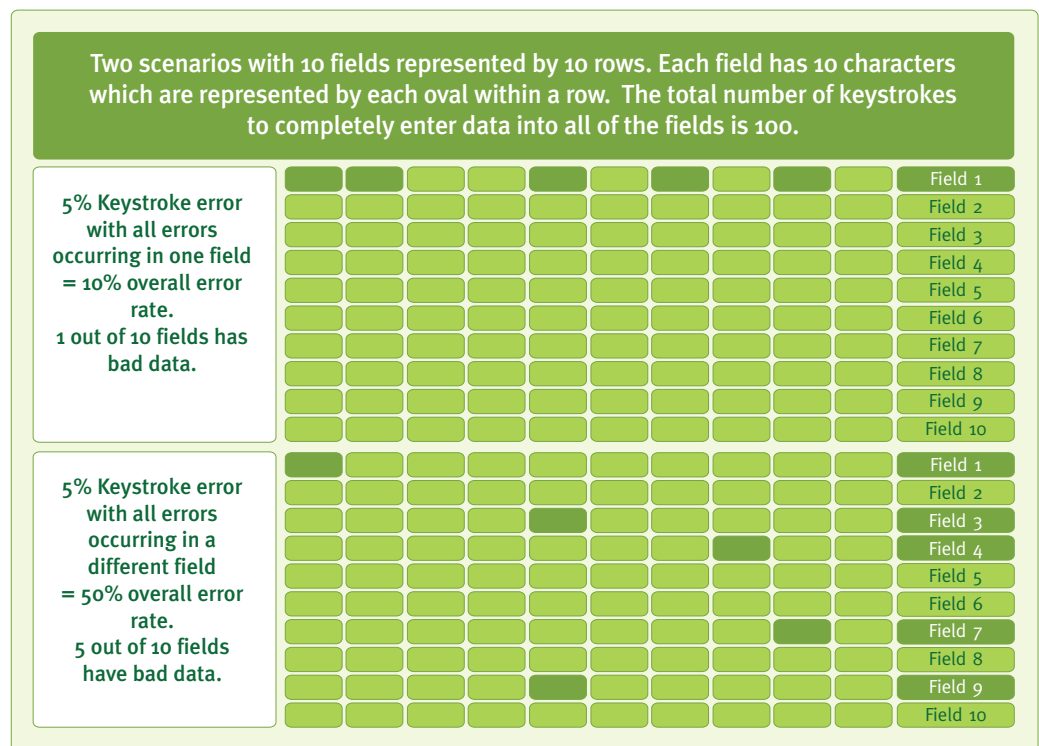 Two scenarios with 10 fields represented by 10 rows. Each field has 10 characters
which are represented by each oval within a row. The total number of keystrokes
to completely enter data into all of the fields is 100.
5% Keystroke error
with all errors
occurring in one field
= 10% overall error
rate.
1 out of 10 fields has
bad data.
Field 1
Field 2
Field 3
Field 4
Field 5
Field 6
Field 7
Field 8
Field 9
Field 10
5% Keystroke error
with all errors
occurring in a
different field
= 50% overall error
rate.
5 out of 10 fields
have bad data.
Field 1
Field 2
Field 3
Field 4
Field 5
Field 6
Field 7
Field 8
Field 9
Field 10